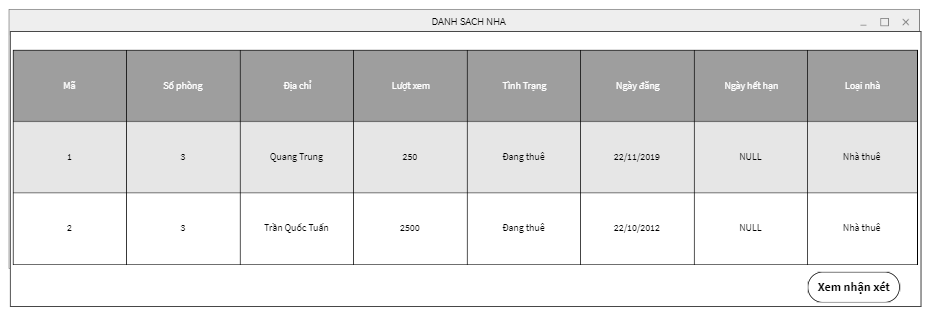 DANH SACH NHA
Mã Số phòng Địa chỉ Lượt xem Tình Trạng Ngày đăng Ngày hết hạn Loại nhà
1 3 Quang Trung 250 Đang thuê 22/11/2019 NULL Nhà thuê
2 3 Trần Quốc Tuấn 2500 Đang thuê 22/10/2012 NULL Nhà thuê
Xem nhận xét